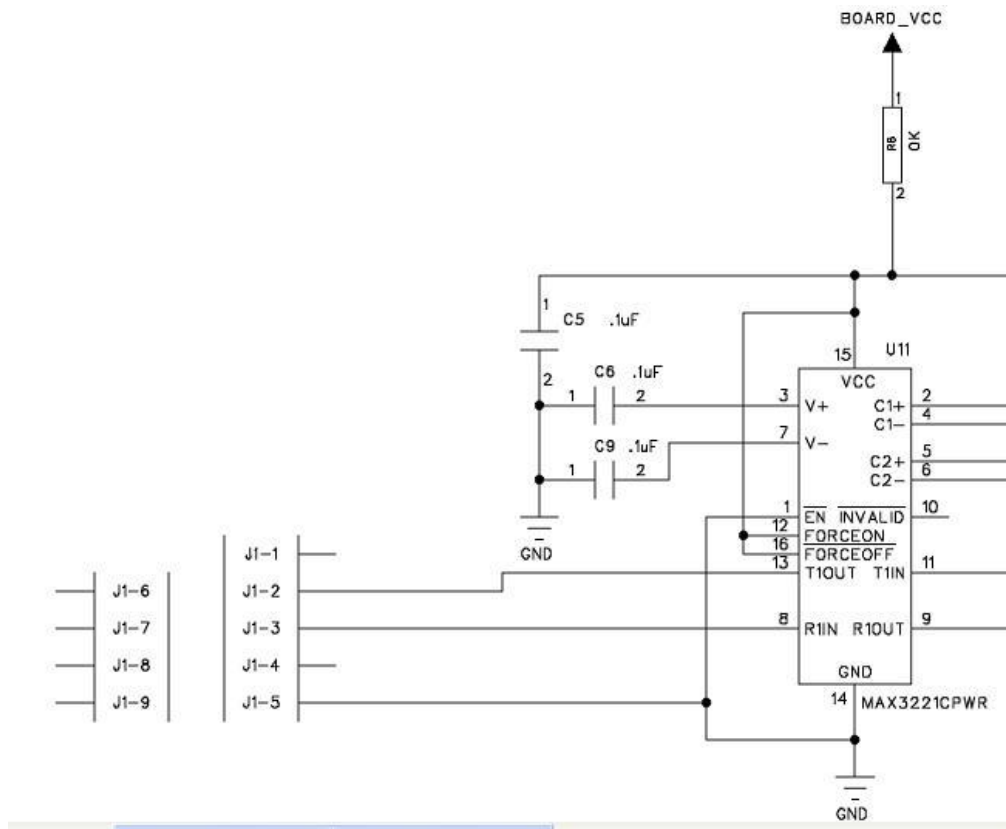 BOARD_VCC
1
R6
0K
2
1
C5 .1uF
2
C6 .1uF
1 2
C9 .1uF
1 2
GND
15
U11
VCC
3 V+ C1+ 2
C1- 4
7 V-
C2+ 5
C2- 6
1 EN INVALID 10
12 FORCEON
16 FORCEOFF
13 T1OUT T1IN 11
8 R1IN R1OUT 9
GND
14 MAX3221CPWR
GND
J1-1
J1-6 J1-2
J1-7 J1-3
J1-8 J1-4
J1-9 J1-5